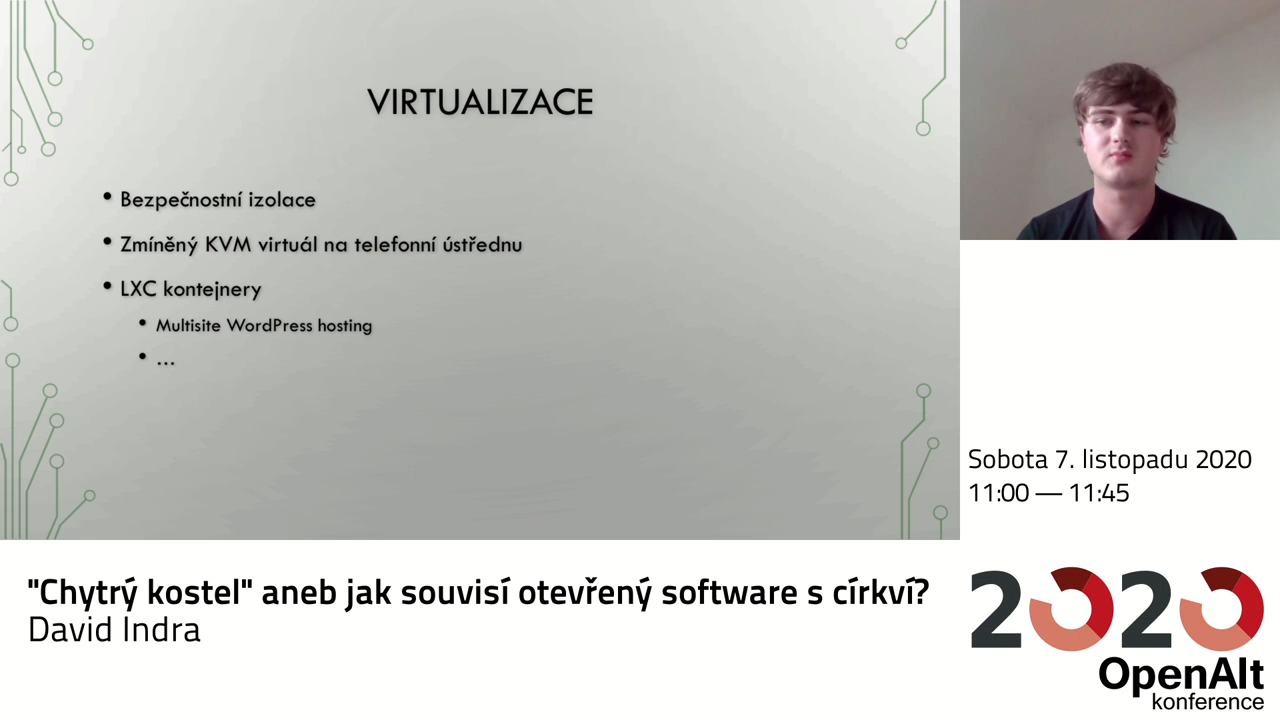 VIRTUALIZACE
• Bezpečnostní izolace
• Zmíněný KVM virtuál na telefonní ústřednu
• LXC kontejnery
• Multisite WordPress hosting
• ...
Sobota 7. listopadu 2020
11:00 — 11:45
"Chytrý kostel" aneb jak souvisí otevřený software s církví?
David Indra
2020
OpenAlt
konference